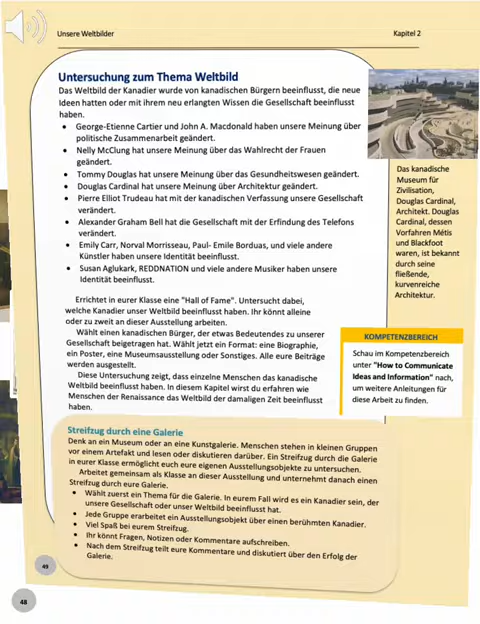 Unsere Weltbilder
Kapitel 2
Untersuchung zum Thema Weltbild
Das Weltbild der Kanadier wurde von kanadischen Bürgern beeinflusst, die neue
Ideen hatten oder mit ihrem neu erlangten Wissen die Gesellschaft beeinflusst
haben.
• George-Etienne Cartier und John A. Macdonald haben unsere Meinung über
politische Zusammenarbeit geändert.
• Nelly McClung hat unsere Meinung über das Wahlrecht der Frauen
geändert.
• Tommy Douglas hat unsere Meinung über das Gesundheitswesen geändert.
• Douglas Cardinal hat unsere Meinung über Architektur geändert.
• Pierre Elliot Trudeau hat mit der kanadischen Verfassung unsere Gesellschaft
verändert.
• Alexander Graham Bell hat die Gesellschaft mit der Erfindung des Telefons
verändert.
• Emily Carr, Norval Morrisseau, Paul- Emile Borduas, und viele andere
Künstler haben unsere Identität beeinflusst.
• Susan Aglukark, REDDNATION und viele andere Musiker haben unsere
Identität beeinflusst.
Das kanadische
Museum für
Zivilisation,
Douglas Cardinal,
Architekt. Douglas
Cardinal, dessen
Vorfahren Métis
und Blackfoot
waren, ist bekannt
durch seine
fließende,
kurvenreiche
Architektur.
Errichtet in eurer Klasse eine "Hall of Fame". Untersucht dabei,
welche Kanadier unser Weltbild beeinflusst haben. Ihr könnt alleine
oder zu zweit an dieser Ausstellung arbeiten.
Wählt einen kanadischen Bürger, der etwas Bedeutendes zu unserer
Gesellschaft beigetragen hat. Wählt jetzt ein Format: eine Biographie,
ein Poster, eine Museumsausstellung oder Sonstiges. Alle eure Beiträge
werden ausgestellt.
Diese Untersuchung zeigt, dass einzelne Menschen das kanadische
Weltbild beeinflusst haben. In diesem Kapitel wirst du erfahren wie
Menschen der Renaissance das Weltbild der damaligen Zeit beeinflusst
haben.
KOMPETENZBEREICH
Schau im Kompetenzbereich
unter "How to Communicate
Ideas and Information" nach,
um weitere Anleitungen für
diese Arbeit zu finden.
Streifzug durch eine Galerie
Denk an ein Museum oder an eine Kunstgalerie. Menschen stehen in kleinen Gruppen
vor einem Artefakt und lesen oder diskutieren darüber. Ein Streifzug durch die Galerie
in eurer Klasse ermöglicht euch eure eigenen Ausstellungsobjekte zu untersuchen.
Arbeitet gemeinsam als Klasse an dieser Ausstellung und unternehmt danach einen
Streifzug durch eure Galerie.
• Wählt zuerst ein Thema für die Galerie. In eurem Fall wird es ein Kanadier sein, der
unsere Gesellschaft oder unser Weltbild beeinflusst hat.
• Jede Gruppe erarbeitet ein Ausstellungsobjekt über einen berühmten Kanadier.
• Viel Spaß bei eurem Streifzug.
• Ihr könnt Fragen, Notizen oder Kommentare aufschreiben.
• Nach dem Streifzug teilt eure Kommentare und diskutiert über den Erfolg der
Galerie.
49
48